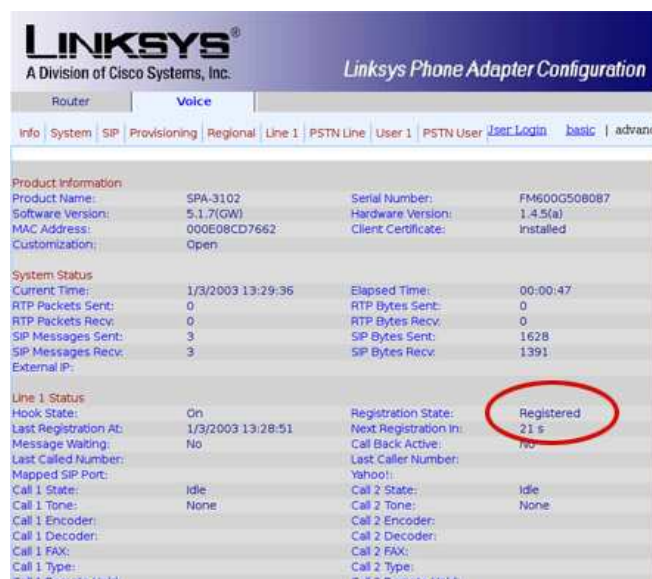 LINKSYS®
A Division of Cisco Systems, Inc.
Linksys Phone Adapter Configuration
Router Voice
Info System SIP Provisioning Regional Line 1 PSTN Line User 1 PSTN User User Login basic | advan
Product Information
Product Name: SPA-3102 Serial Number: FM600G508087
Software Version: 5.1.7(GW) Hardware Version: 1.4.5(a)
MAC Address: 000E08CD7662 Client Certificate: Installed
Customization: Open
System Status
Current Time: 1/3/2003 13:29:36 Elapsed Time: 00:00:47
RTP Packets Sent: 0 RTP Bytes Sent: 0
RTP Packets Recv: 0 RTP Bytes Recv: 0
SIP Messages Sent: 3 SIP Bytes Sent: 1628
SIP Messages Recv: 3 SIP Bytes Recv: 1391
External IP:
Line 1 Status
Hook State: On Registration State: Registered
Last Registration At: 1/3/2003 13:28:51 Next Registration In: 21 s
Message Waiting: No Call Back Active: No
Last Called Number: Last Caller Number:
Mapped SIP Port: Yahoo!:
Call 1 State: Idle Call 2 State: Idle
Call 1 Tone: None Call 2 Tone: None
Call 1 Encoder: Call 2 Encoder:
Call 1 Decoder: Call 2 Decoder:
Call 1 FAX: Call 2 FAX:
Call 1 Type: Call 2 Type: